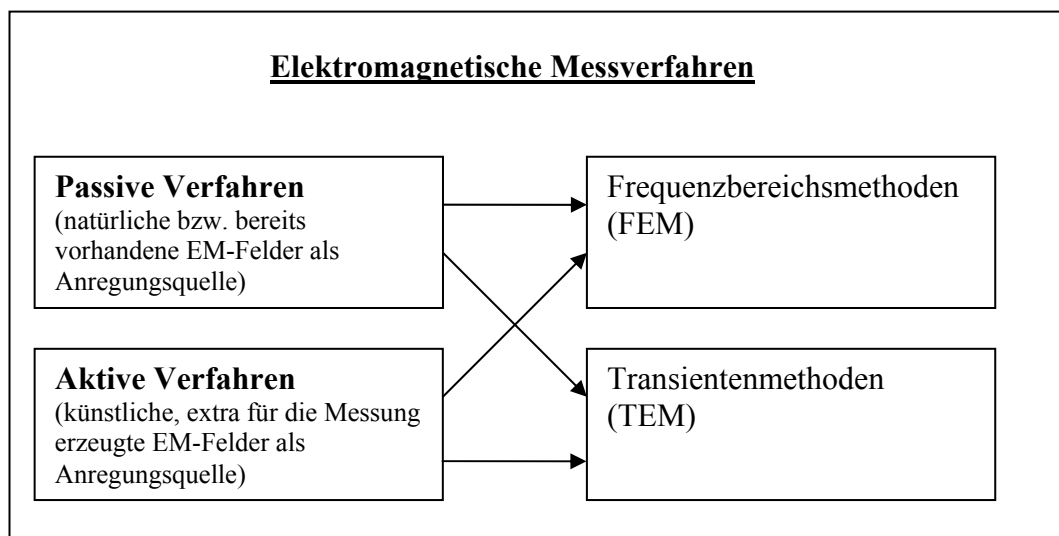 Elektromagnetische Messverfahren
Passive Verfahren
(natürliche bzw. bereits
vorhandene EM-Felder als
Anregungsquelle)
Frequenzbereichsmethoden
(FEM)
Aktive Verfahren
(künstliche, extra für die Messung
erzeugte EM-Felder als
Anregungsquelle)
Transientenmethoden
(TEM)